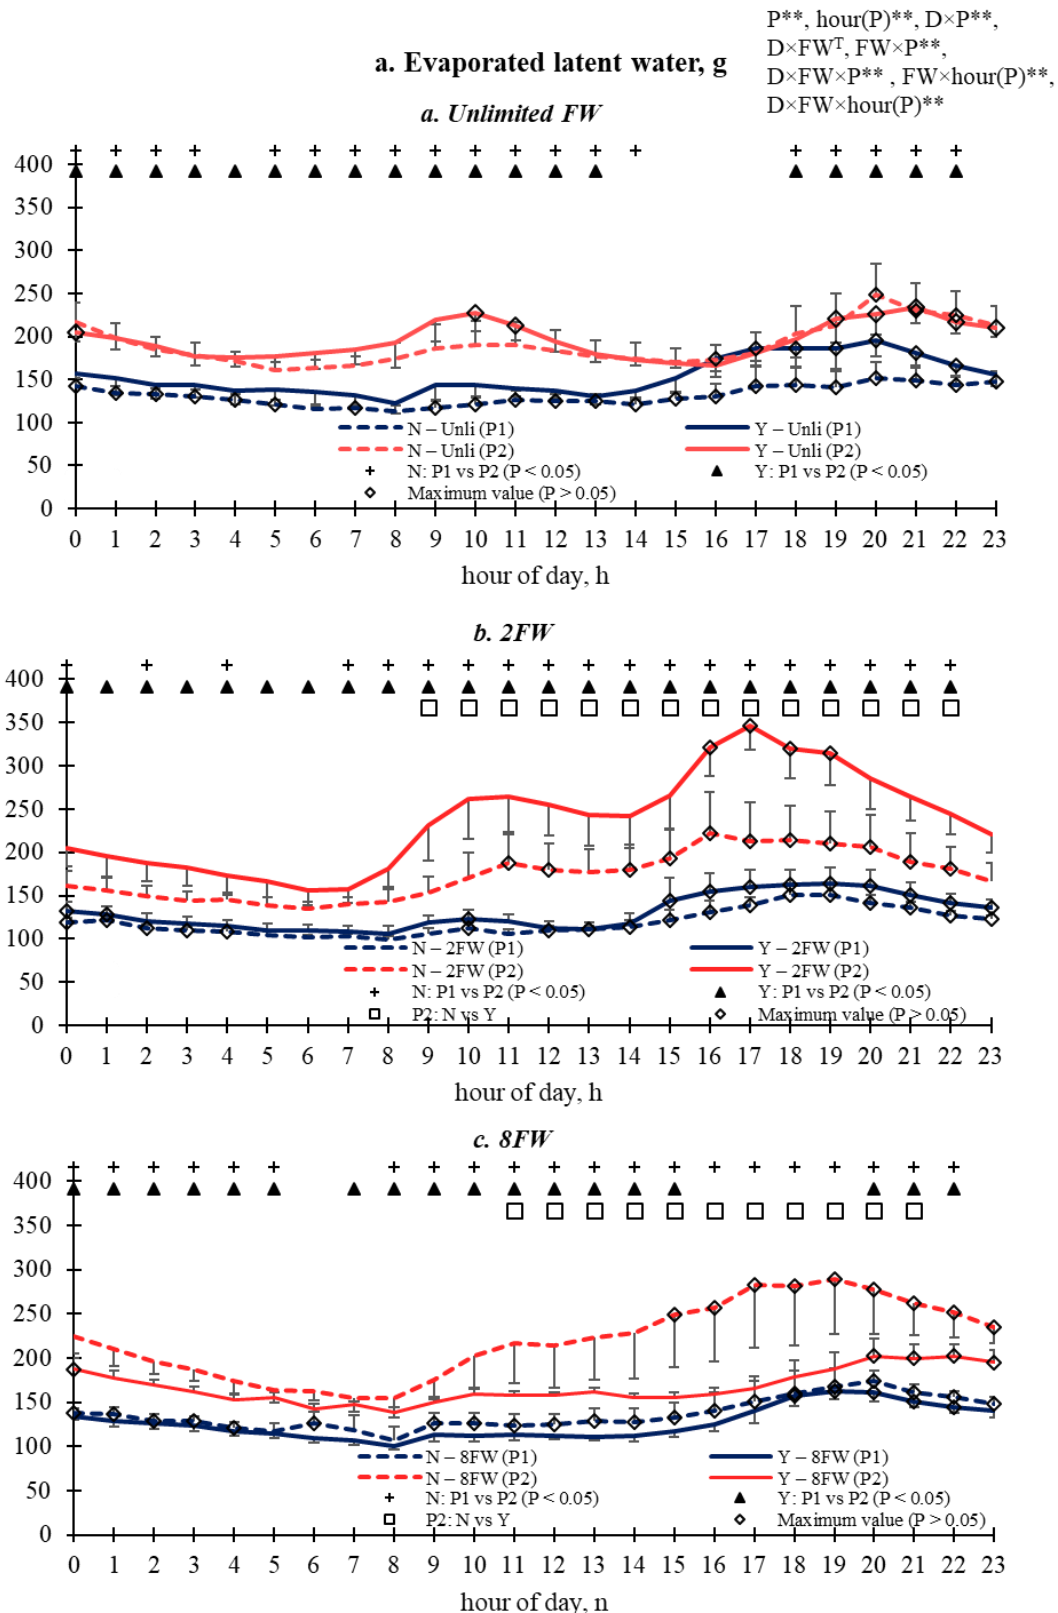 P**, hour(P)**, D×P**,
D×FWᵀ, FW×P**,
a. Evaporated latent water, g
D×FW×P** , FW×hour(P)**,
D×FW×hour(P)**
a. Unlimited FW
400
350
300
250
200
150
100
50
0
N – Unli (P1)
Y – Unli (P1)
N – Unli (P2)
Y – Unli (P2)
N: P1 vs P2 (P < 0.05)
Y: P1 vs P2 (P < 0.05)
Maximum value (P > 0.05)
0 1 2 3 4 5 6 7 8 9 10 11 12 13 14 15 16 17 18 19 20 21 22 23
hour of day, h
b. 2FW
400
350
300
250
200
150
100
50
0
N – 2FW (P1)
Y – 2FW (P1)
N – 2FW (P2)
Y – 2FW (P2)
N: P1 vs P2 (P < 0.05)
Y: P1 vs P2 (P < 0.05)
P2: N vs Y
Maximum value (P > 0.05)
0 1 2 3 4 5 6 7 8 9 10 11 12 13 14 15 16 17 18 19 20 21 22 23
hour of day, h
c. 8FW
400
350
300
250
200
150
100
50
0
N – 8FW (P1)
Y – 8FW (P1)
N – 8FW (P2)
Y – 8FW (P2)
N: P1 vs P2 (P < 0.05)
Y: P1 vs P2 (P < 0.05)
P2: N vs Y
Maximum value (P > 0.05)
0 1 2 3 4 5 6 7 8 9 10 11 12 13 14 15 16 17 18 19 20 21 22 23
hour of day, n